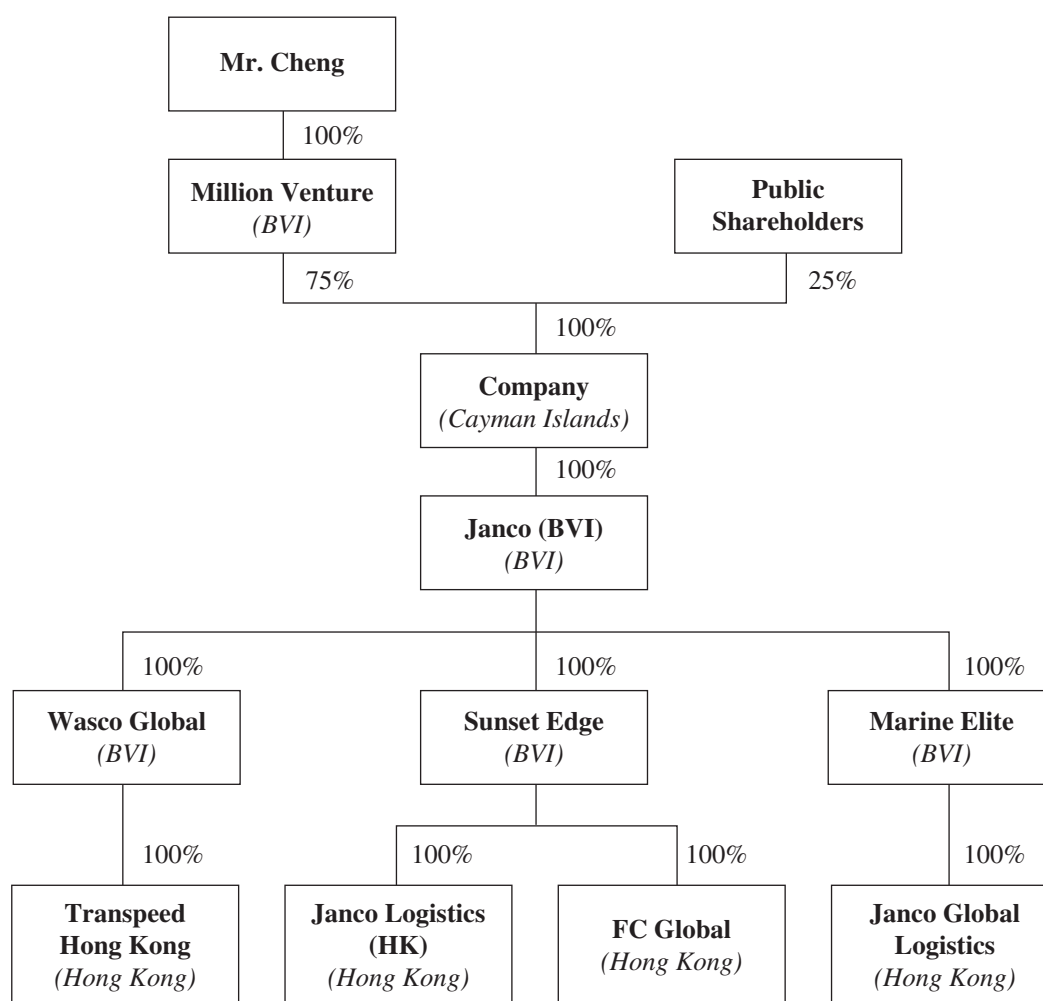 Mr. Cheng
100%
Million Venture
(BVI)
Public
Shareholders
75%
25%
100%
Company
(Cayman Islands)
100%
Janco (BVI)
(BVI)
100%
100%
100%
Wasco Global
(BVI)
Sunset Edge
(BVI)
Marine Elite
(BVI)
100%
100%
100%
100%
Transpeed
Hong Kong
(Hong Kong)
Janco Logistics
(HK)
(Hong Kong)
FC Global
(Hong Kong)
Janco Global
Logistics
(Hong Kong)